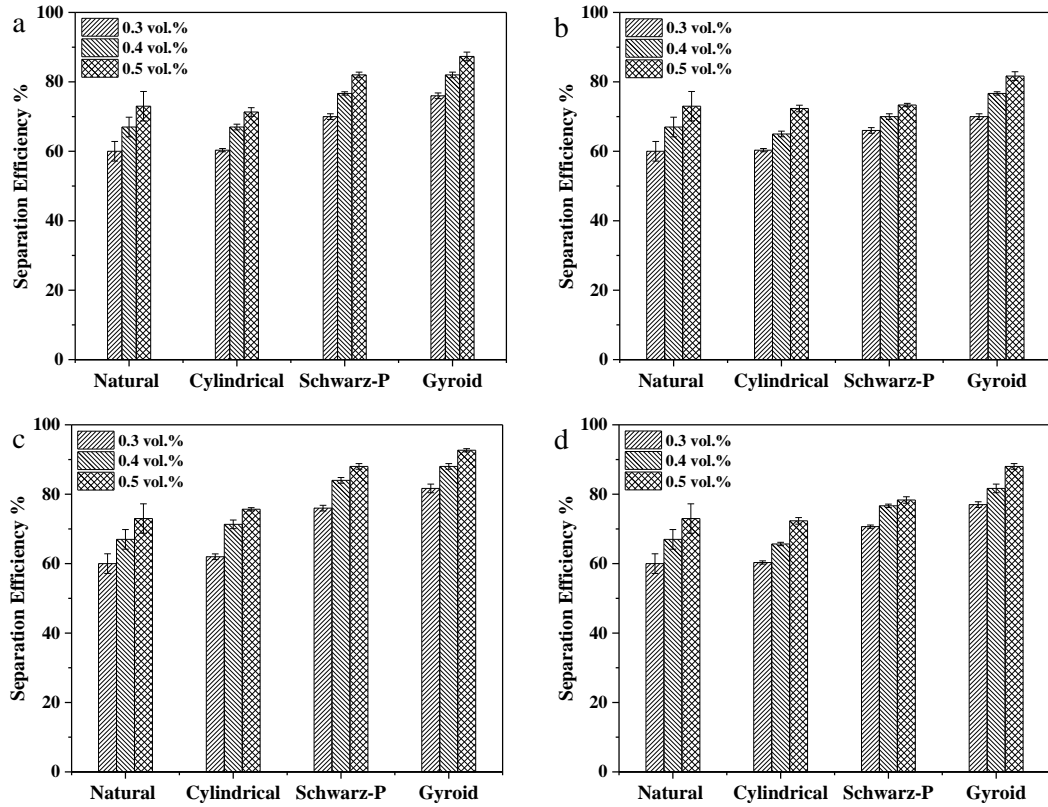 a
Separation Efficiency %
100
80
60
40
20
0
0.3 vol.%
0.4 vol.%
0.5 vol.%
Natural Cylindrical Schwarz-P Gyroid
b
Separation Efficiency %
100
80
60
40
20
0
0.3 vol.%
0.4 vol.%
0.5 vol.%
Natural Cylindrical Schwarz-P Gyroid
c
Separation Efficiency %
100
80
60
40
20
0
0.3 vol.%
0.4 vol.%
0.5 vol.%
Natural Cylindrical Schwarz-P Gyroid
d
Separation Efficiency %
100
80
60
40
20
0
0.3 vol.%
0.4 vol.%
0.5 vol.%
Natural Cylindrical Schwarz-P Gyroid